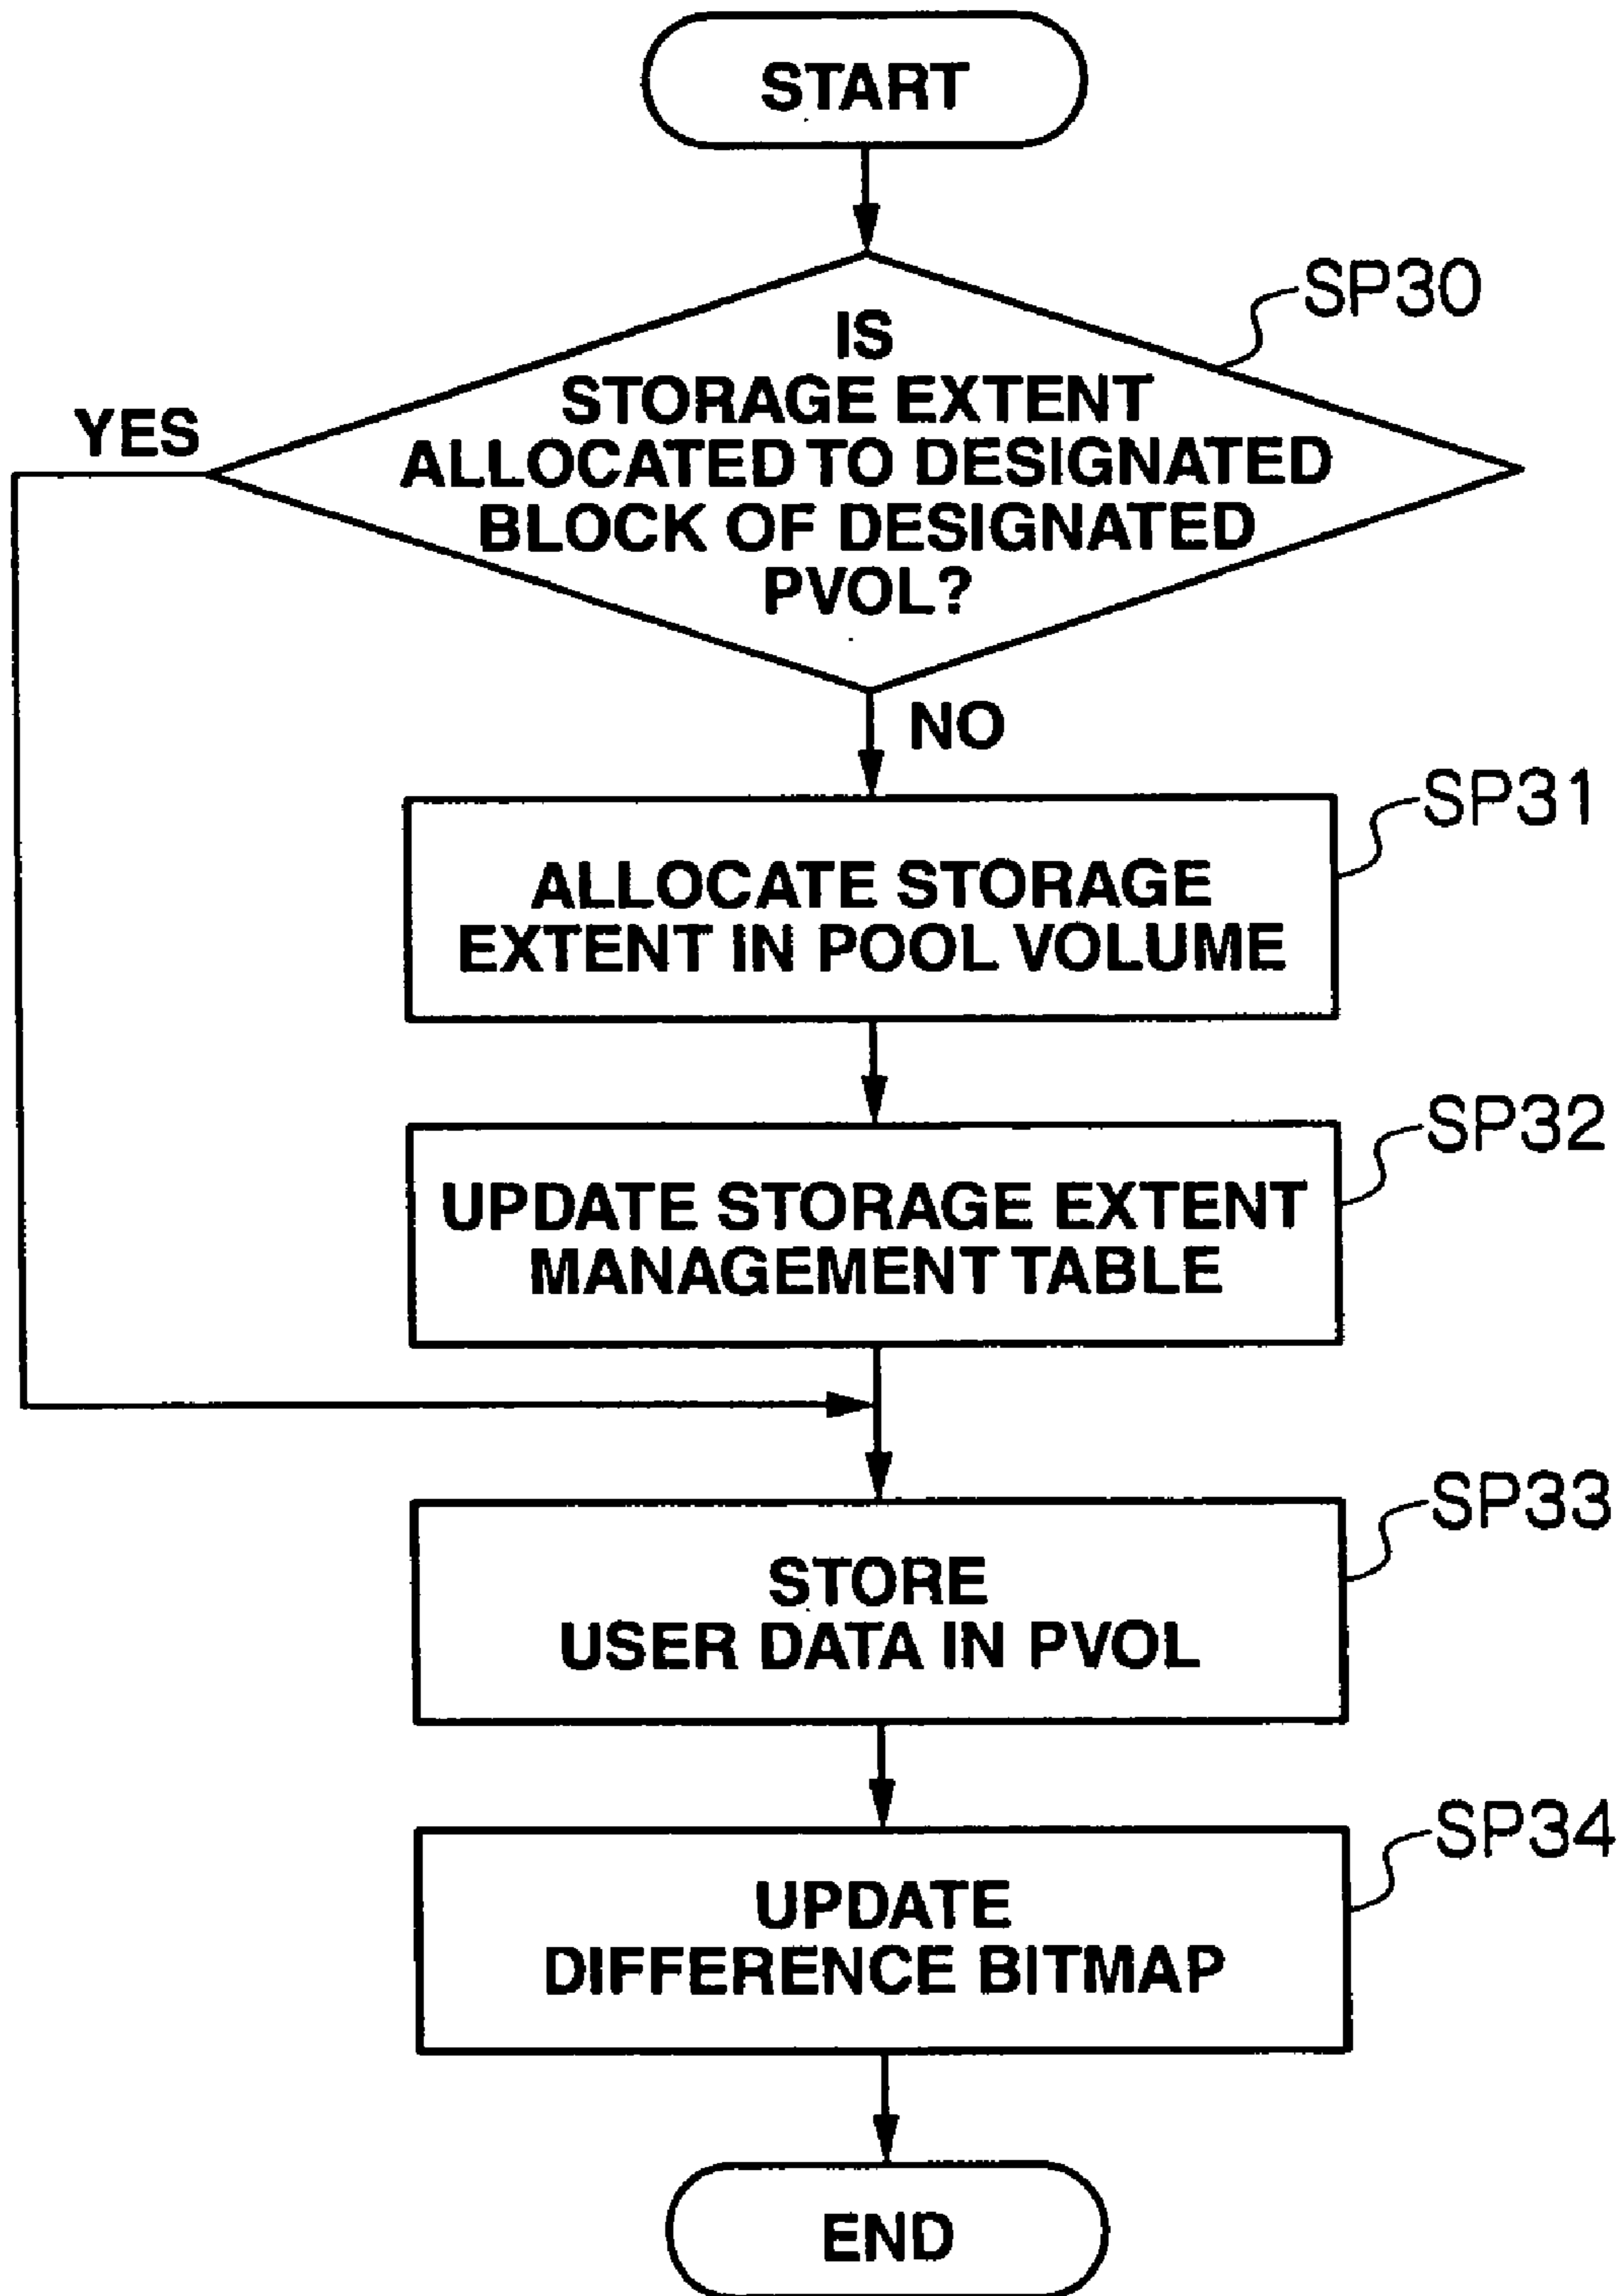 START
SP30
IS
STORAGE EXTENT
ALLOCATED TO DESIGNATED
BLOCK OF DESIGNATED
PVOL?
YES
NO
SP31
ALLOCATE STORAGE
EXTENT IN POOL VOLUME
SP32
UPDATE STORAGE EXTENT
MANAGEMENT TABLE
SP33
STORE
USER DATA IN PVOL
SP34
UPDATE
DIFFERENCE BITMAP
END